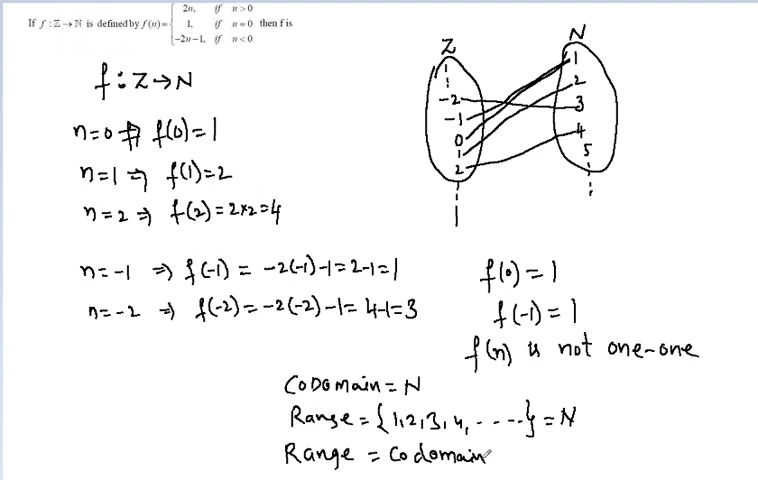 If f : Z → N is defined by f(n) = { 2n, if n > 0
1, if n = 0 then f is
−2n−1, if n < 0
f : Z → N
n=0 ⇒ f(0)=1
n=1 ⇒ f(1)=2
n=2 ⇒ f(2)=2×2=4
n=-1 ⇒ f(-1) = -2(-1)-1=2-1=1
n=-2 ⇒ f(-2)=-2(-2)-1=4-1=3
Z
-2
-1
0
1
2
N
1
2
3
4
5
f(0)=1
f(-1)=1
f(n) is not one-one
Codomain = N
Range = {1,2,3,4,-----} = N
Range = Codomain